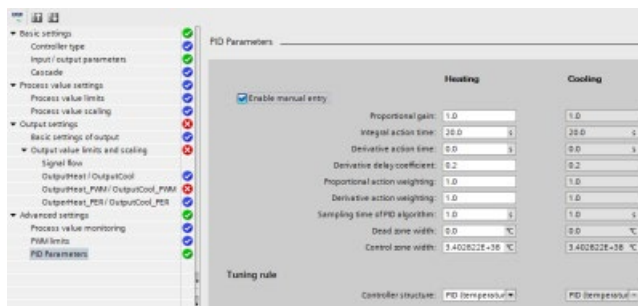 Basic settings
Controller type
Input / output parameters
Cascade
Process value settings
Process value limits
Process value scaling
Output settings
Basic settings of output
Output value limits and scaling
Signal flow
OutputHeat / OutputCool
OutputHeat_PWM / OutputCool_PWM
OutputHeat_PER / OutputCool_PER
Advanced settings
Process value monitoring
PWM limits
PID Parameters
PID Parameters
Heating Cooling
Enable manual entry
Proportional gain: 1.0 1.0
Integral action time: 20.0 s 20.0 s
Derivative action time: 0.0 s 0.0 s
Derivative delay coefficient: 0.2 0.2
Proportional action weighting: 1.0 1.0
Derivative action weighting: 1.0 1.0
Sampling time of PID algorithm: 1.0 s 1.0 s
Dead zone width: 0.0 °C 0.0 °C
Control zone width: 3.402822E+38 °C 3.402822E+38 °C
Tuning rule
Controller structure: PID (temperatur PID (temperatur